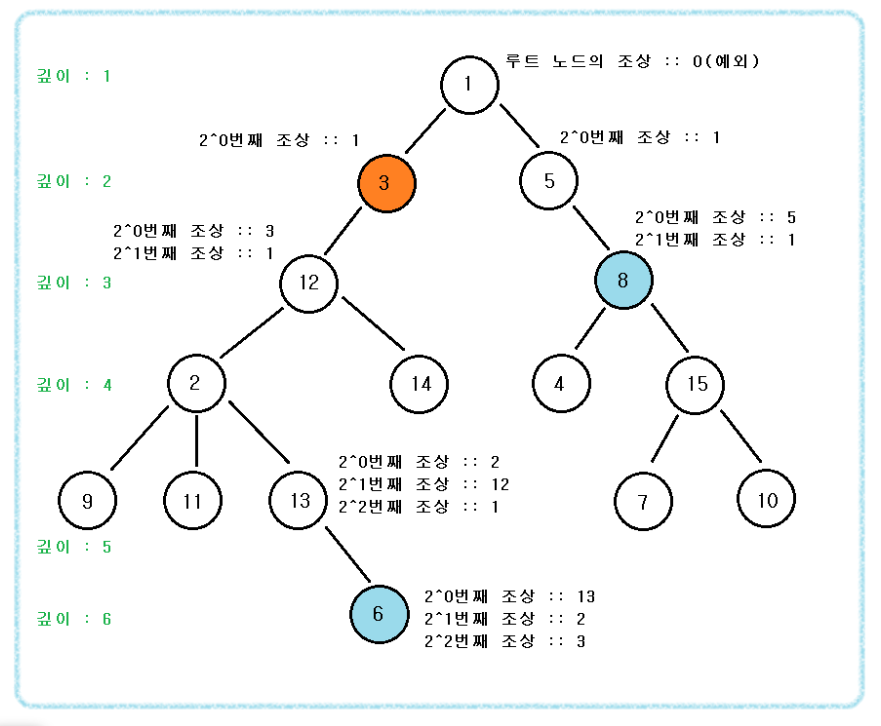 루트 노드의 조상 :: 0(예외)
깊이 : 1
1
2^0번째 조상 :: 1
2^0번째 조상 :: 1
깊이 : 2
3
5
2^0번째 조상 :: 3
2^1번째 조상 :: 1
2^0번째 조상 :: 5
2^1번째 조상 :: 1
깊이 : 3
12
8
깊이 : 4
2
14
4
15
2^0번째 조상 :: 2
2^1번째 조상 :: 12
2^2번째 조상 :: 1
9
11
13
7
10
깊이 : 5
깊이 : 6
6
2^0번째 조상 :: 13
2^1번째 조상 :: 2
2^2번째 조상 :: 3